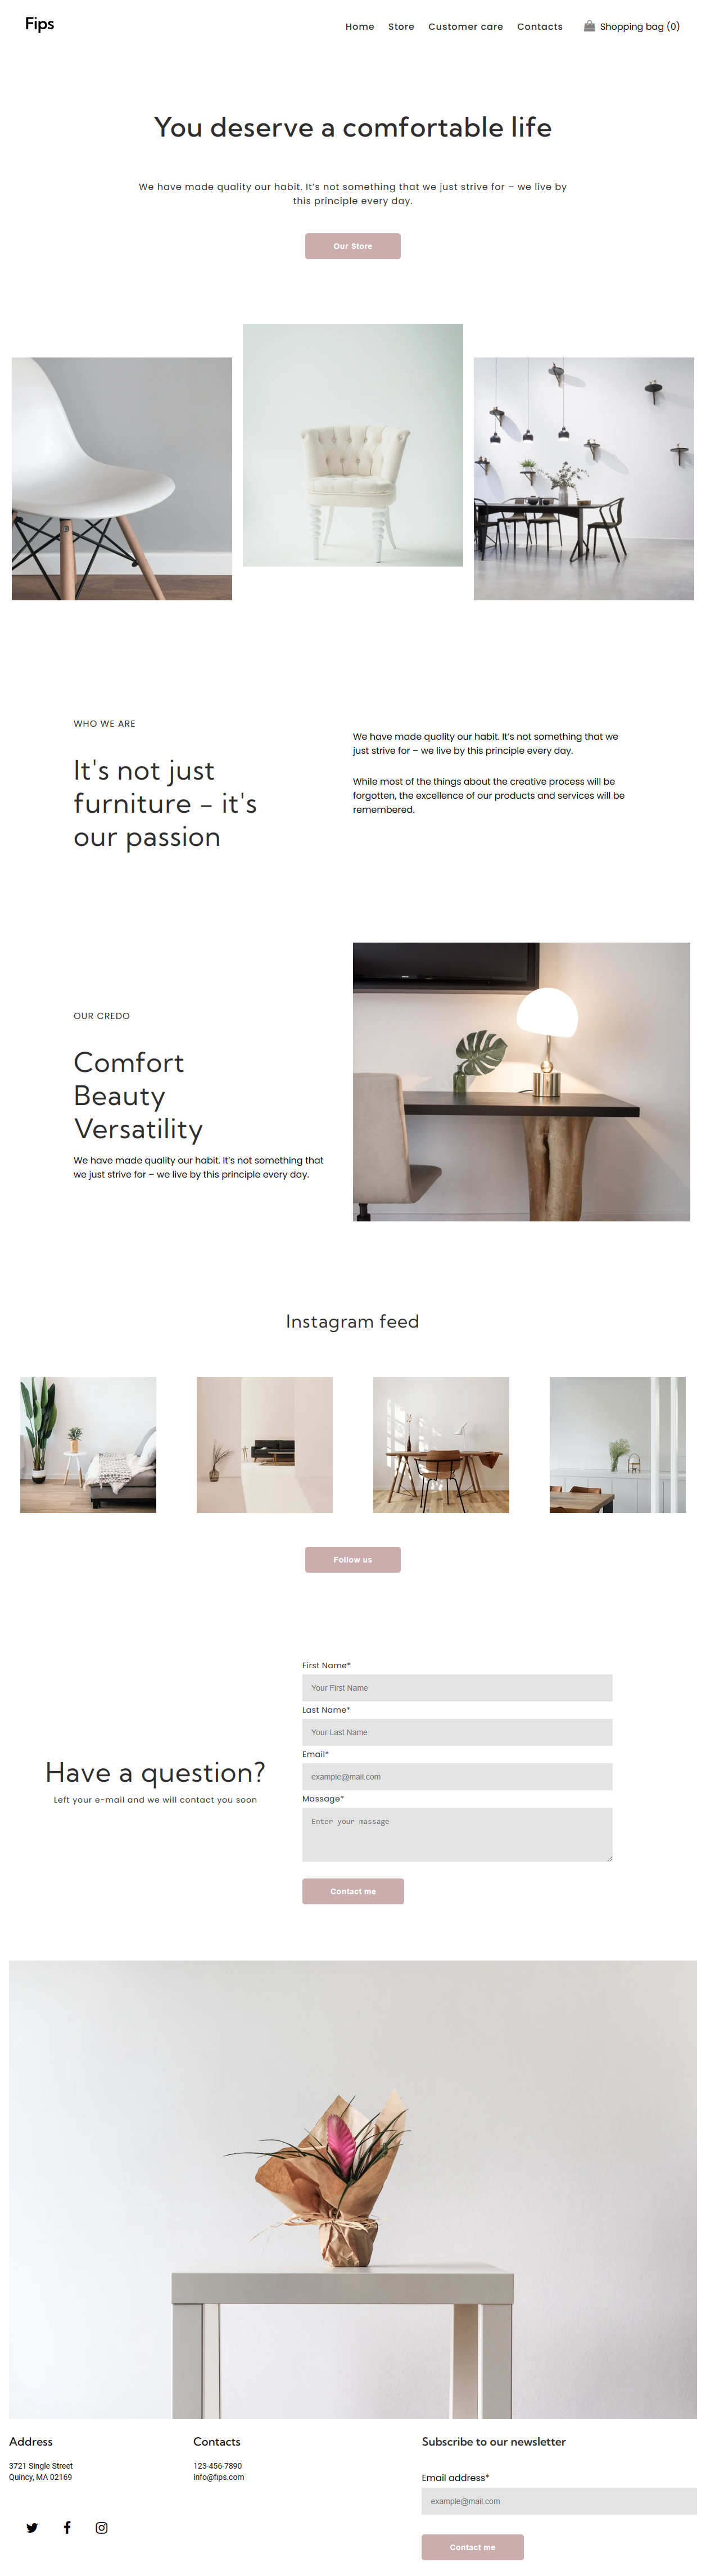 Fips
Home Store Customer care Contacts Shopping bag (0)
You deserve a comfortable life
We have made quality our habit. It's not something that we just strive for – we live by
this principle every day.
Our Store
WHO WE ARE
It's not just
furniture - it's
our passion
We have made quality our habit. It's not something that we
just strive for – we live by this principle every day.
While most of the things about the creative process will be
forgotten, the excellence of our products and services will be
remembered.
OUR CREDO
Comfort
Beauty
Versatility
We have made quality our habit. It's not something that
we just strive for – we live by this principle every day.
Instagram feed
Follow us
Have a question?
Left your e-mail and we will contact you soon
First Name*
Your First Name
Last Name*
Your Last Name
Email*
example@mail.com
Massage*
Enter your massage
Contact me
Address
3721 Single Street
Quincy, MA 02169
Contacts
123-456-7890
info@fips.com
Subscribe to our newsletter
Email address*
example@mail.com
Contact me